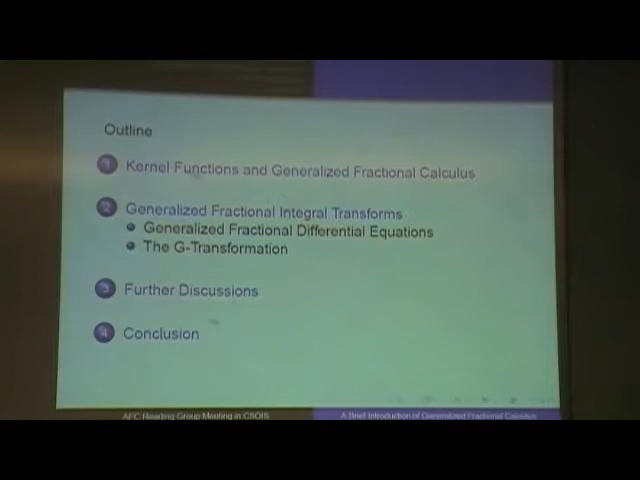 Outline
1 Kernel Functions and Generalized Fractional Calculus
2 Generalized Fractional Integral Transforms
Generalized Fractional Differential Equations
The G-Transformation
3 Further Discussions
4 Conclusion
AFC Reading Group Meeting in CSOIS
A Brief Introduction of Generalized Fractional Calculus